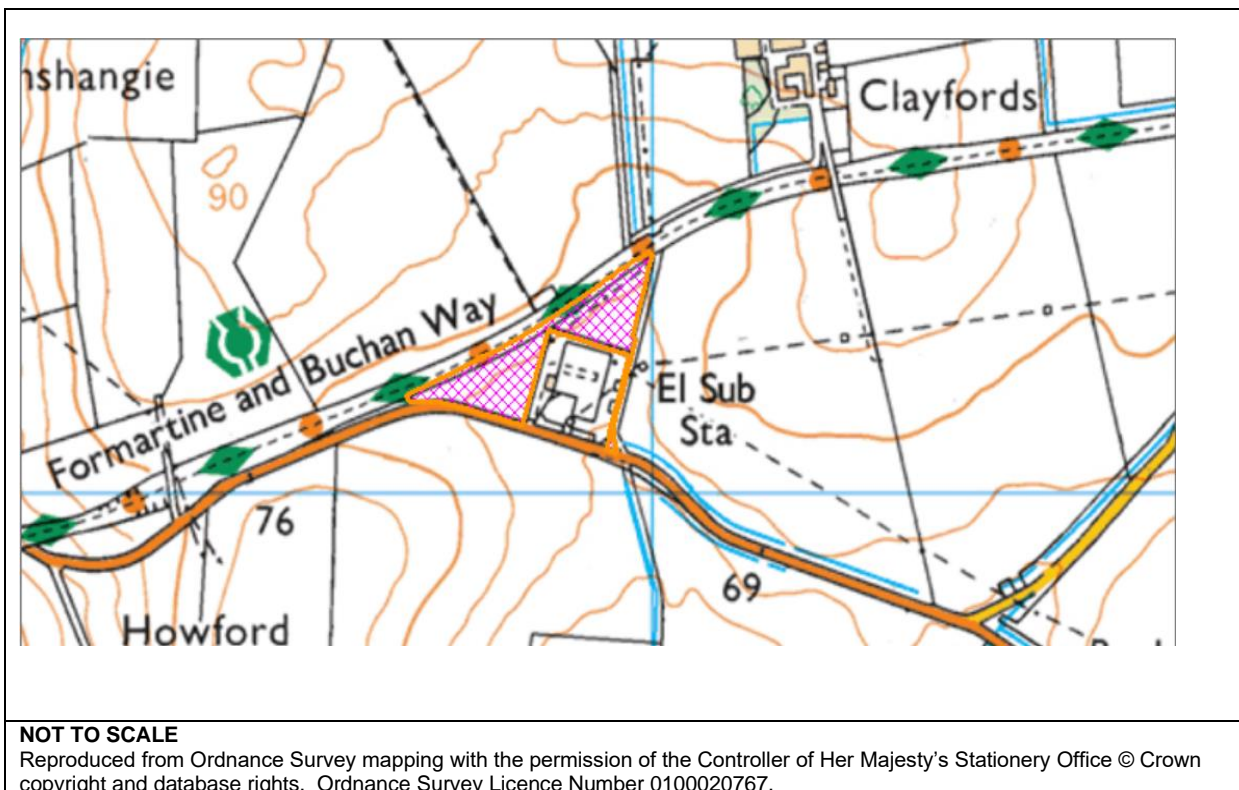 nshangie
Clayfords
90
Formartine and Buchan Way
El Sub
Sta
76
69
Howford
NOT TO SCALE
Reproduced from Ordnance Survey mapping with the permission of the Controller of Her Majesty's Stationery Office © Crown
copyright and database rights. Ordnance Survey Licence Number 0100020767.